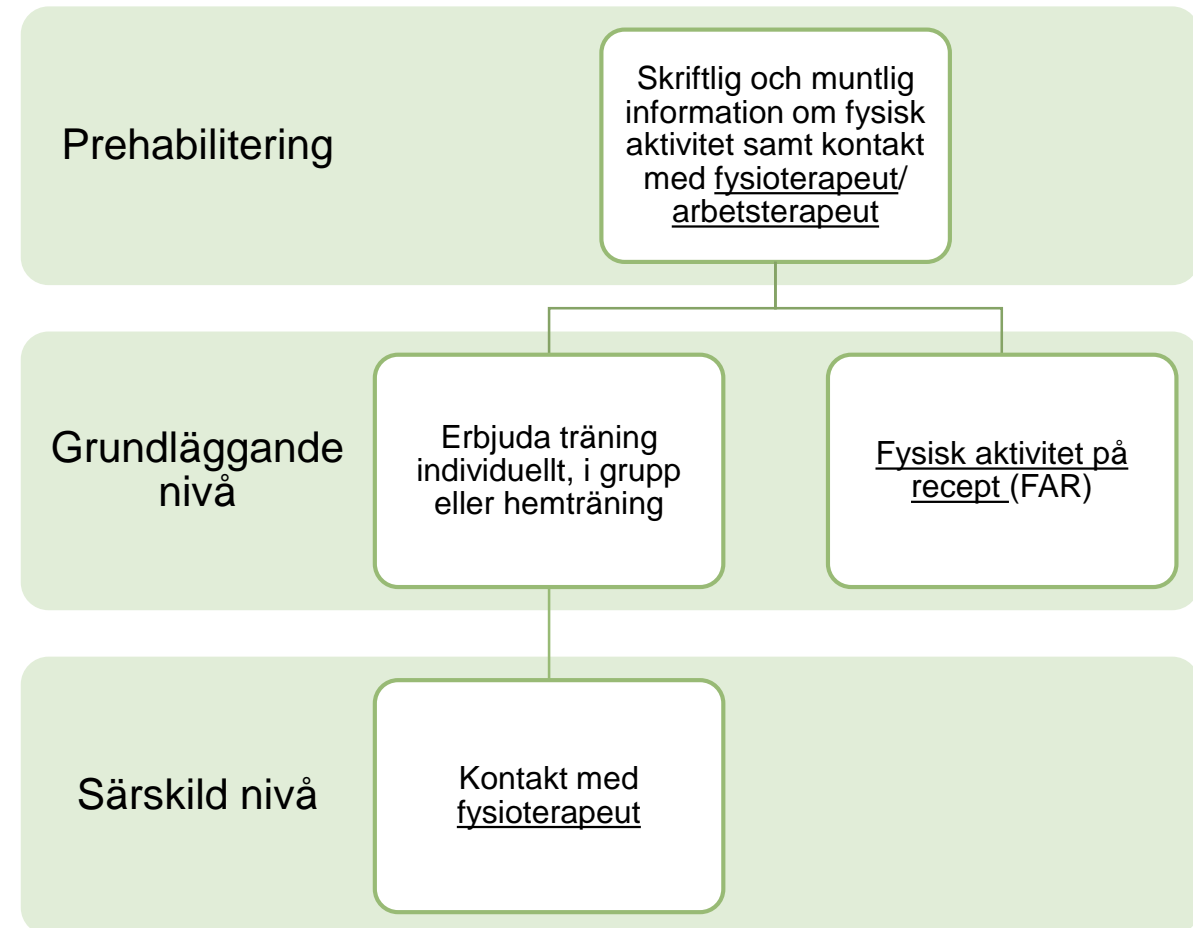 Prehabilitering
Skriftlig och muntlig
information om fysisk
aktivitet samt kontakt
med fysioterapeut/
arbetsterapeut
Grundläggande
nivå
Erbjuda träning
individuellt, i grupp
eller hemträning
Fysisk aktivitet på
recept (FAR)
Särskild nivå
Kontakt med
fysioterapeut